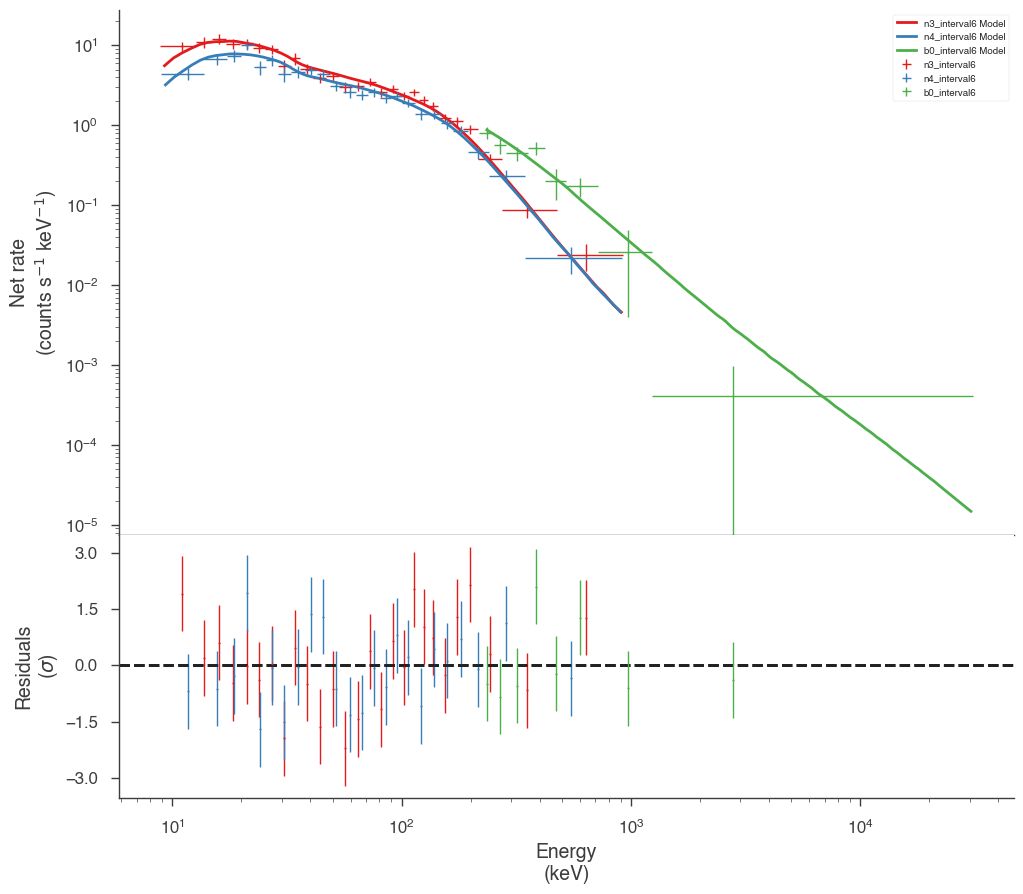 n3_interval6 Model
n4_interval6 Model
b0_interval6 Model
n3_interval6
n4_interval6
b0_interval6
10¹
10⁰
10⁻¹
10⁻²
10⁻³
10⁻⁴
10⁻⁵
Net rate
(counts s⁻¹ keV⁻¹)
3.0
1.5
0.0
−1.5
−3.0
Residuals
(σ)
10¹ 10² 10³ 10⁴
Energy
(keV)